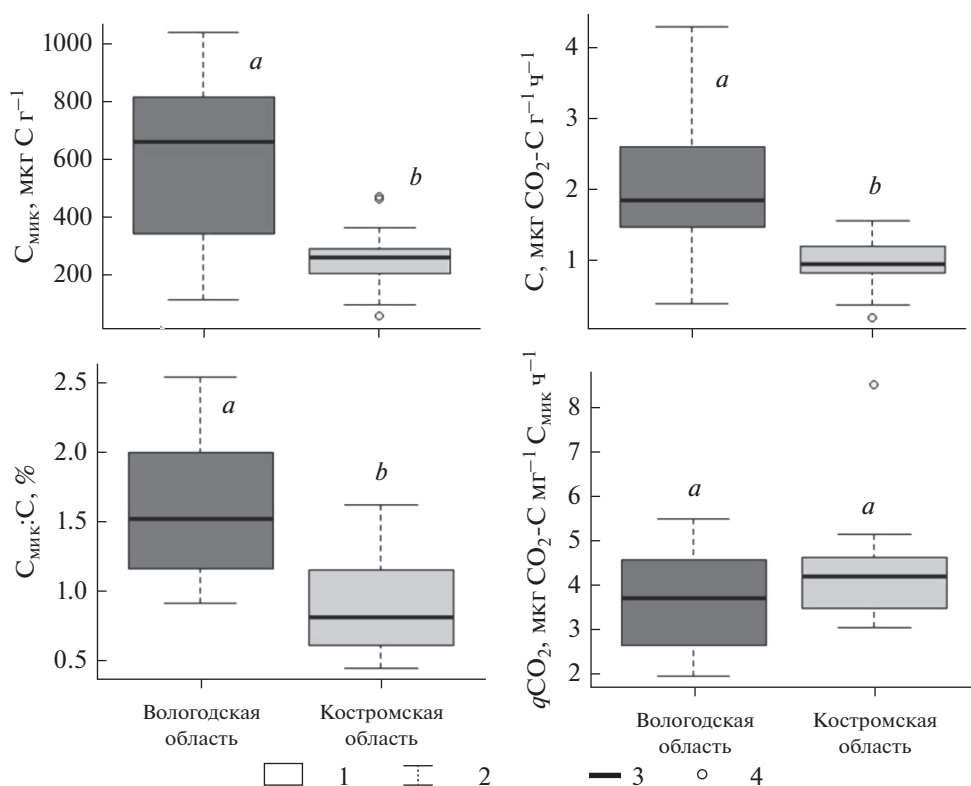 Cмик, мкг C г⁻¹
1000
800
600
400
200
a
b
C, мкг CO₂-C г⁻¹ ч⁻¹
4
3
2
1
a
b
Cмик:C, %
2.5
2.0
1.5
1.0
0.5
a
b
qCO₂, мкг CO₂-C мг⁻¹ Cмик ч⁻¹
8
7
6
5
4
3
2
a
a
Вологодская область
Костромская область
Вологодская область
Костромская область
1 2 3 4